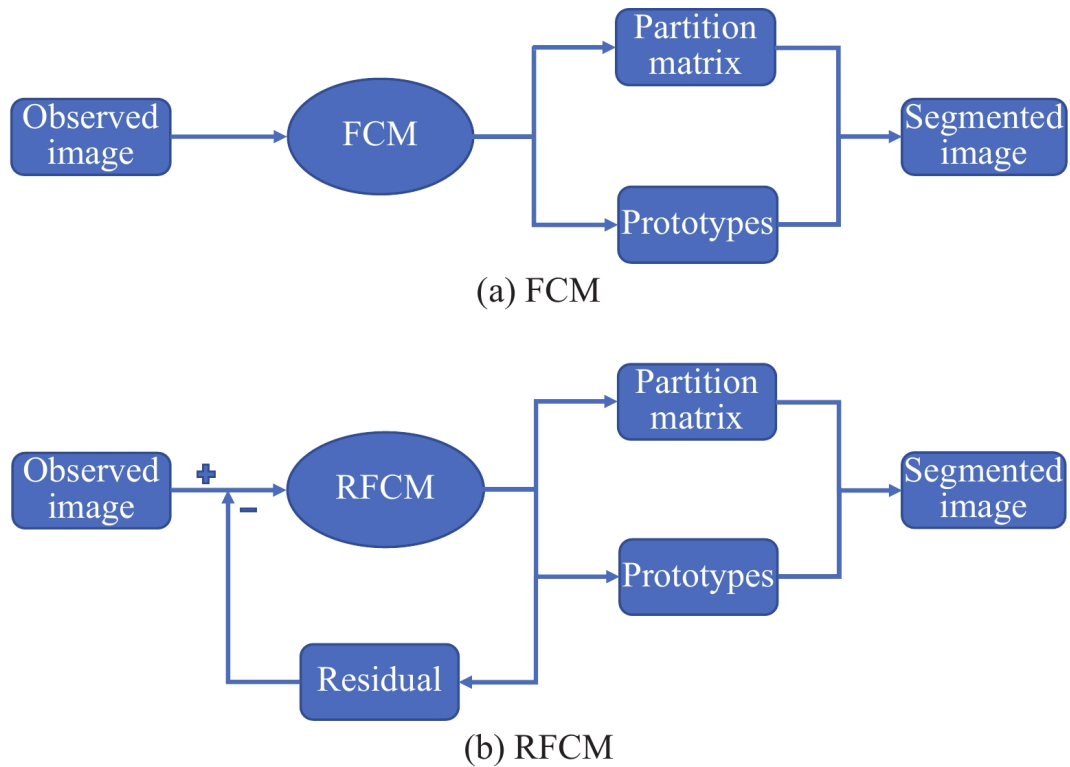 Partition
matrix
Observed
image
FCM
Segmented
image
Prototypes
(a) FCM
Partition
matrix
Observed
image
+
-
RFCM
Segmented
image
Prototypes
Residual
(b) RFCM